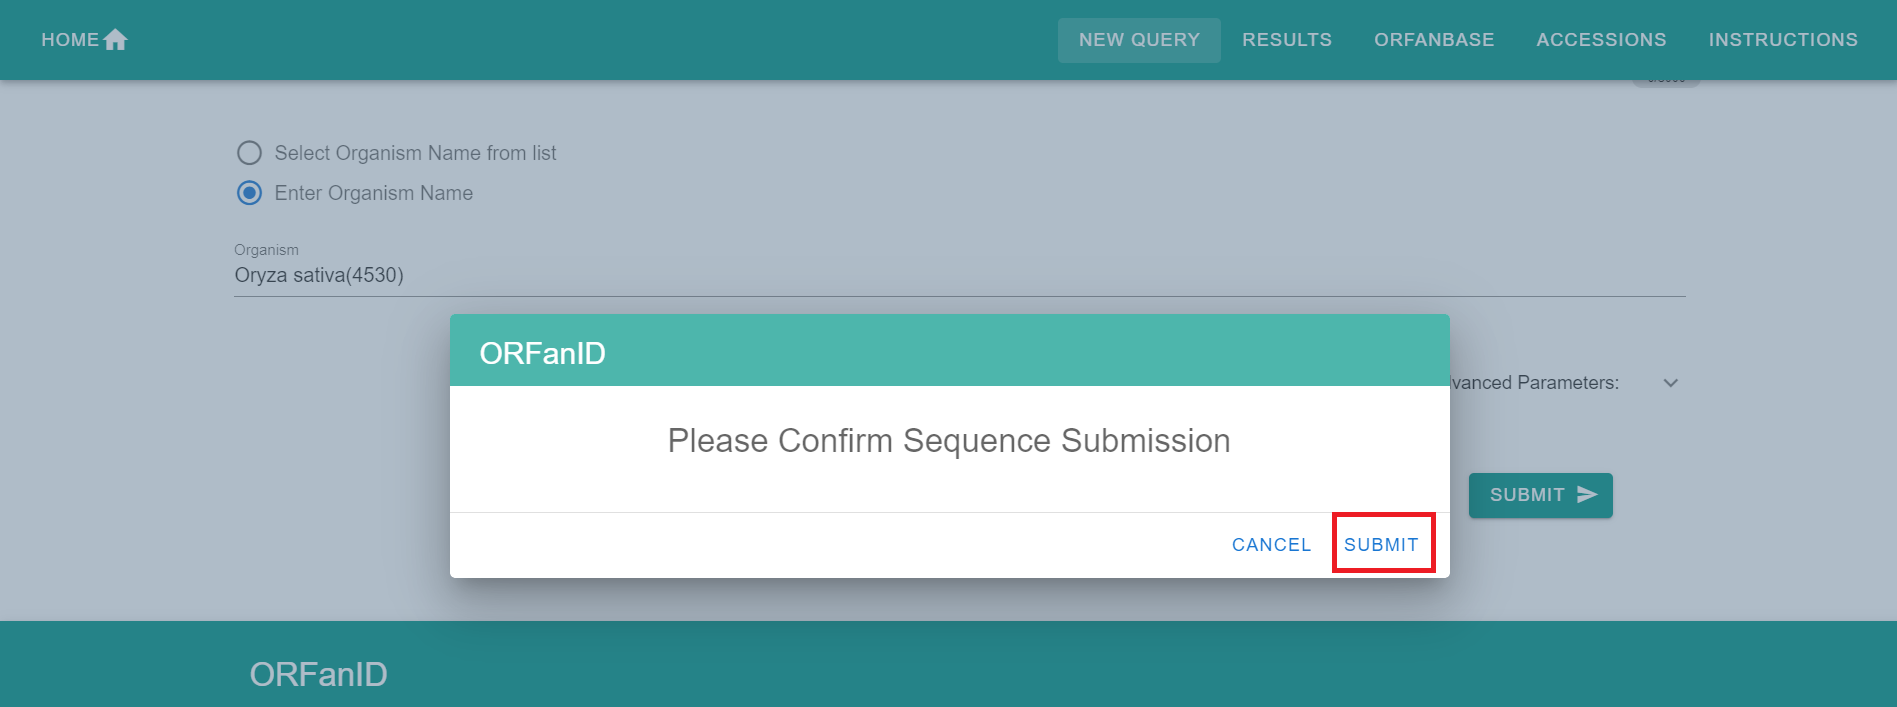 HOME
NEW QUERY
RESULTS
ORFANBASE
ACCESSIONS
INSTRUCTIONS
Select Organism Name from list
Enter Organism Name
Organism
Oryza sativa(4530)
ORFanID
Please Confirm Sequence Submission
CANCEL
SUBMIT
Parameters:
SUBMIT
ORFanID